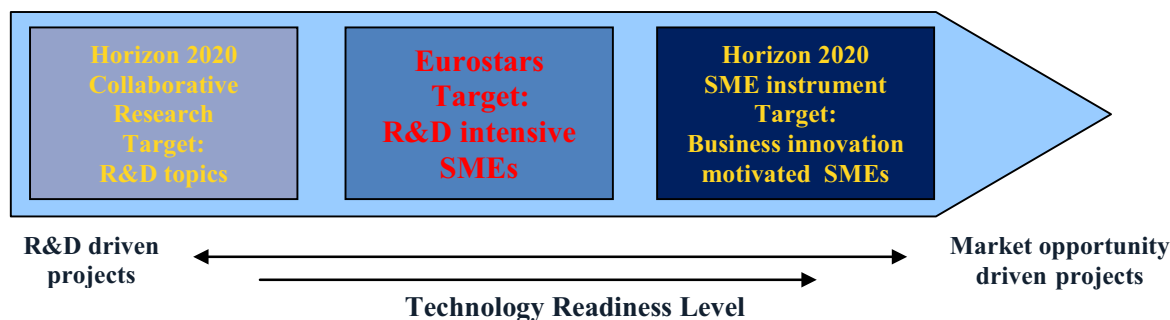 Horizon 2020
Collaborative
Research
Target:
R&D topics
Eurostars
Target:
R&D intensive
SMEs
Horizon 2020
SME instrument
Target:
Business innovation
motivated SMEs
R&D driven
projects
Market opportunity
driven projects
Technology Readiness Level